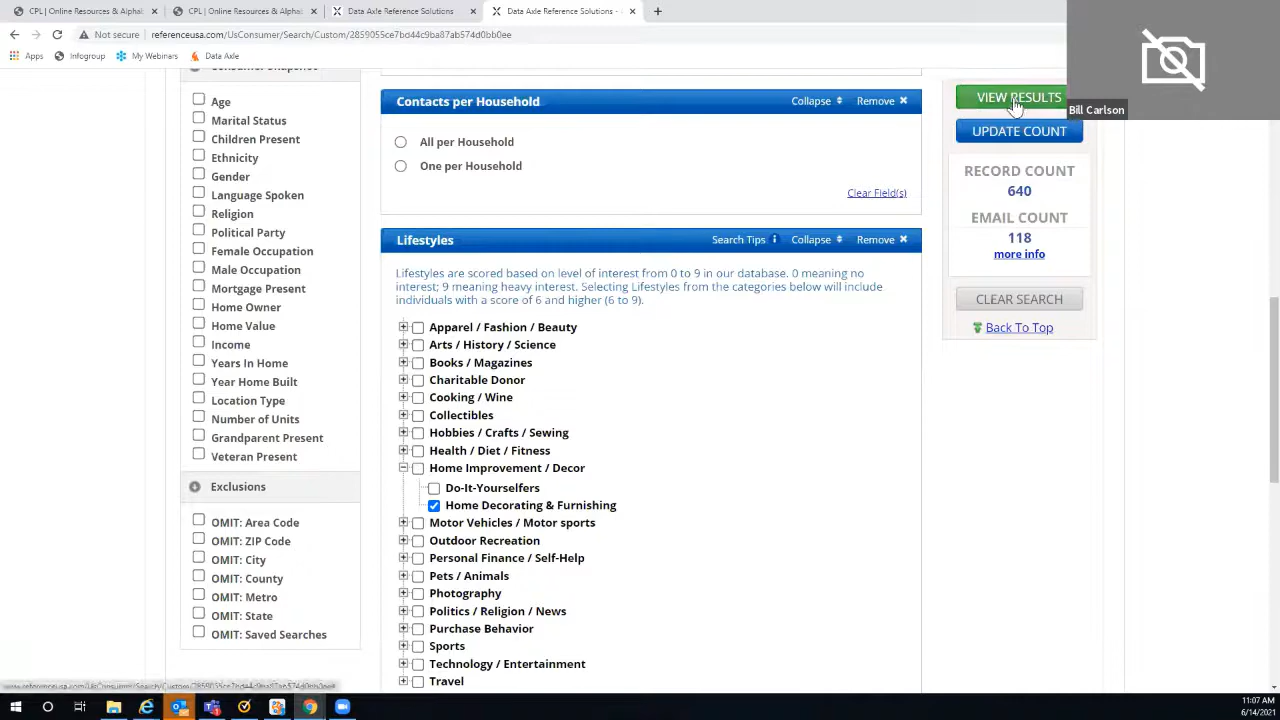 CPL | Online Resources & Alphab
CPL | Online Resources & Alphab
Data Axle Reference Solutions
Data Axle Reference Solutions -
Not secure | referenceusa.com/UsConsumer/Search/Custom/2859055ce7bd44c9ba87ab574d0bb0ee
Apps
Infogroup
My Webinars
Data Axle
Bill Carlson
Age
Marital Status
Children Present
Ethnicity
Gender
Language Spoken
Religion
Political Party
Female Occupation
Male Occupation
Mortgage Present
Home Owner
Home Value
Income
Years In Home
Year Home Built
Location Type
Number of Units
Grandparent Present
Veteran Present
Exclusions
OMIT: Area Code
OMIT: ZIP Code
OMIT: City
OMIT: County
OMIT: Metro
OMIT: State
OMIT: Saved Searches
Contacts per Household Collapse Remove
All per Household
One per Household
Clear Field(s)
Lifestyles Search Tips Collapse Remove
Lifestyles are scored based on level of interest from 0 to 9 in our database. 0 meaning no
interest; 9 meaning heavy interest. Selecting Lifestyles from the categories below will include
individuals with a score of 6 and higher (6 to 9).
Apparel / Fashion / Beauty
Arts / History / Science
Books / Magazines
Charitable Donor
Cooking / Wine
Collectibles
Hobbies / Crafts / Sewing
Health / Diet / Fitness
Home Improvement / Decor
Do-It-Yourselfers
Home Decorating & Furnishing
Motor Vehicles / Motor sports
Outdoor Recreation
Personal Finance / Self-Help
Pets / Animals
Photography
Politics / Religion / News
Purchase Behavior
Sports
Technology / Entertainment
Travel
VIEW RESULTS
UPDATE COUNT
RECORD COUNT
640
EMAIL COUNT
118
more info
CLEAR SEARCH
Back To Top
11:07 AM
6/14/2021